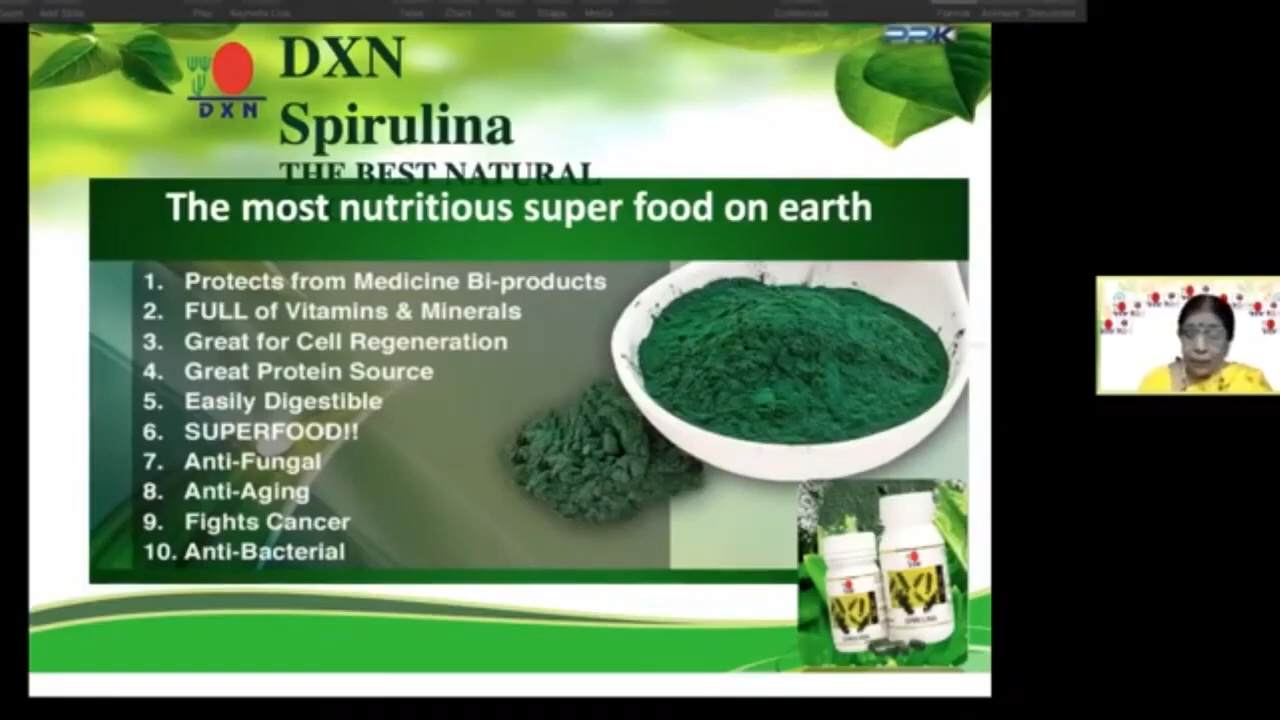 DXN
DXN
Spirulina
THE BEST NATURAL
The most nutritious super food on earth
1. Protects from Medicine Bi-products
2. FULL of Vitamins & Minerals
3. Great for Cell Regeneration
4. Great Protein Source
5. Easily Digestible
6. SUPERFOOD!!
7. Anti-Fungal
8. Anti-Aging
9. Fights Cancer
10. Anti-Bacterial
SPIRULINA